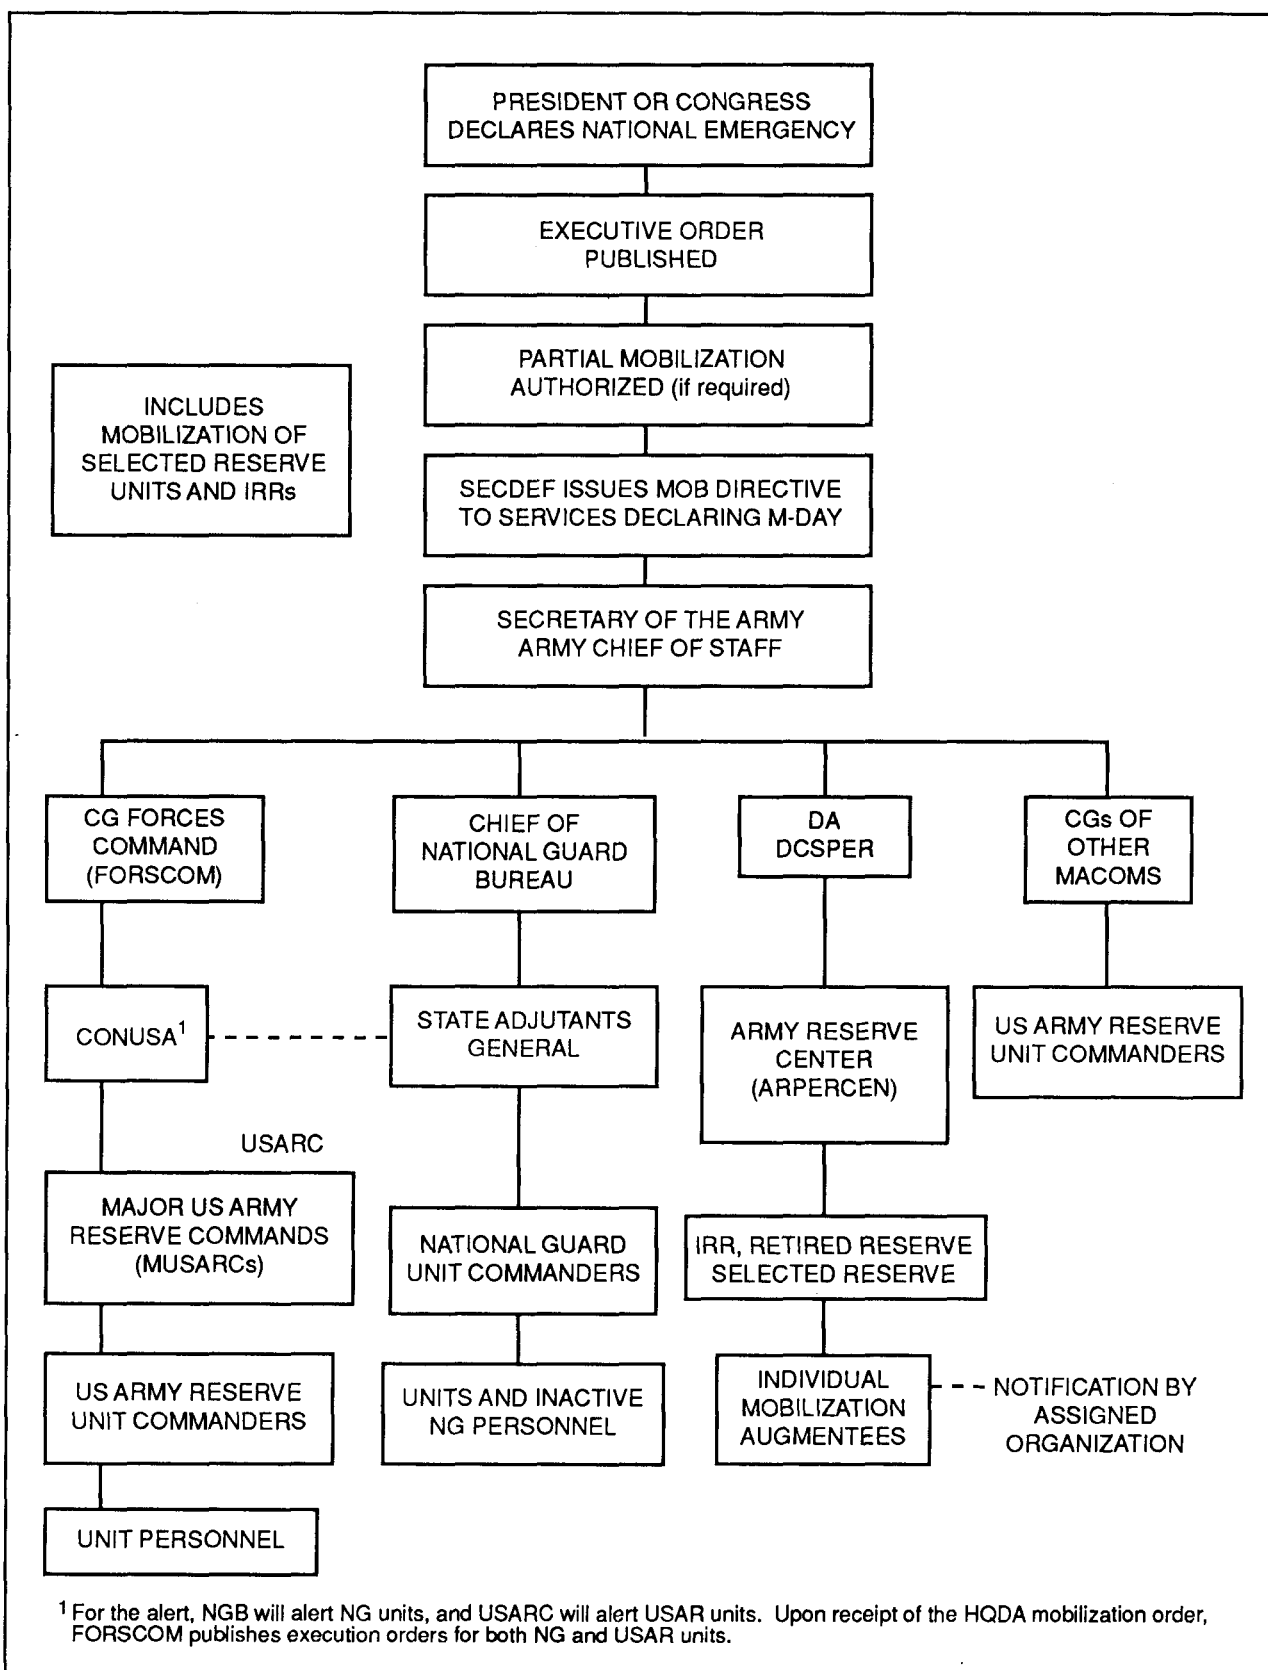 PRESIDENT OR CONGRESS
DECLARES NATIONAL EMERGENCY
EXECUTIVE ORDER
PUBLISHED
PARTIAL MOBILIZATION
AUTHORIZED (if required)
INCLUDES
MOBILIZATION OF
SELECTED RESERVE
UNITS AND IRRs
SECDEF ISSUES MOB DIRECTIVE
TO SERVICES DECLARING M-DAY
SECRETARY OF THE ARMY
ARMY CHIEF OF STAFF
CG FORCES
COMMAND
(FORSCOM)
CHIEF OF
NATIONAL GUARD
BUREAU
DA
DCSPER
CGs OF
OTHER
MACOMS
CONUSA¹
STATE ADJUTANTS
GENERAL
ARMY RESERVE
CENTER
(ARPERCEN)
US ARMY RESERVE
UNIT COMMANDERS
USARC
MAJOR US ARMY
RESERVE COMMANDS
(MUSARCs)
NATIONAL GUARD
UNIT COMMANDERS
IRR, RETIRED RESERVE
SELECTED RESERVE
US ARMY RESERVE
UNIT COMMANDERS
UNITS AND INACTIVE
NG PERSONNEL
INDIVIDUAL
MOBILIZATION
AUGMENTEES
NOTIFICATION BY
ASSIGNED
ORGANIZATION
UNIT PERSONNEL
¹ For the alert, NGB will alert NG units, and USARC will alert USAR units. Upon receipt of the HQDA mobilization order,
FORSCOM publishes execution orders for both NG and USAR units.